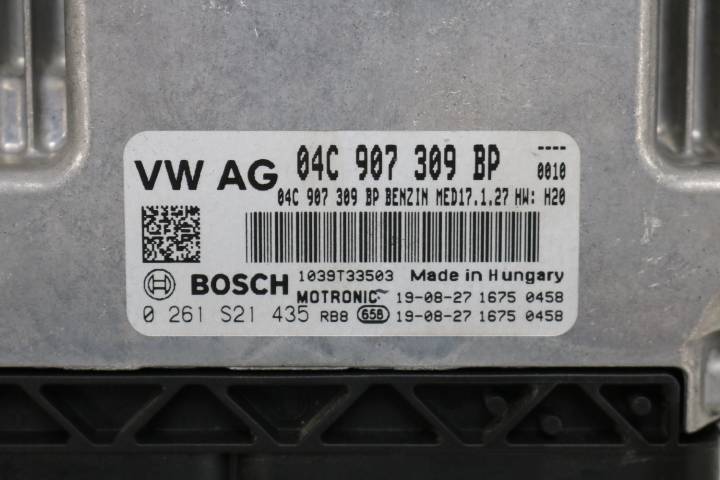 VW AG 04C 907 309 BP ----
0010
04C 907 309 BP BENZIN MED17.1.27 HW: H20
BOSCH 1039T33503 Made in Hungary
MOTRONIC 19-08-27 1675 0458
0 261 S21 435 RB8 658 19-08-27 1675 0458